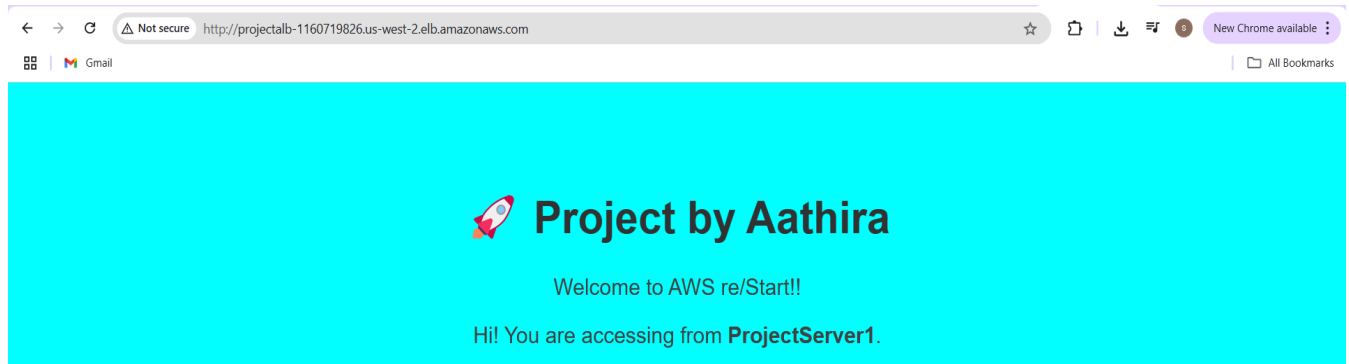 Not secure http://projectalb-1160719826.us-west-2.elb.amazonaws.com s New Chrome available
Gmail All Bookmarks
🚀 Project by Aathira
Welcome to AWS re/Start!!
Hi! You are accessing from ProjectServer1.